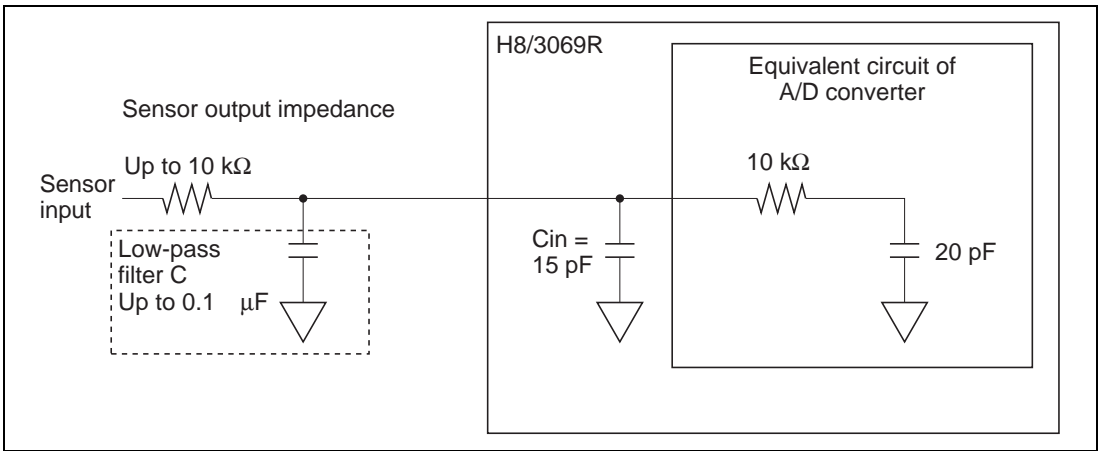 H8/3069R
Equivalent circuit of
A/D converter
Sensor output impedance
Up to 10 kΩ
10 kΩ
Sensor
input
Low-pass
filter C
Up to 0.1 μF
Cin =
15 pF
20 pF